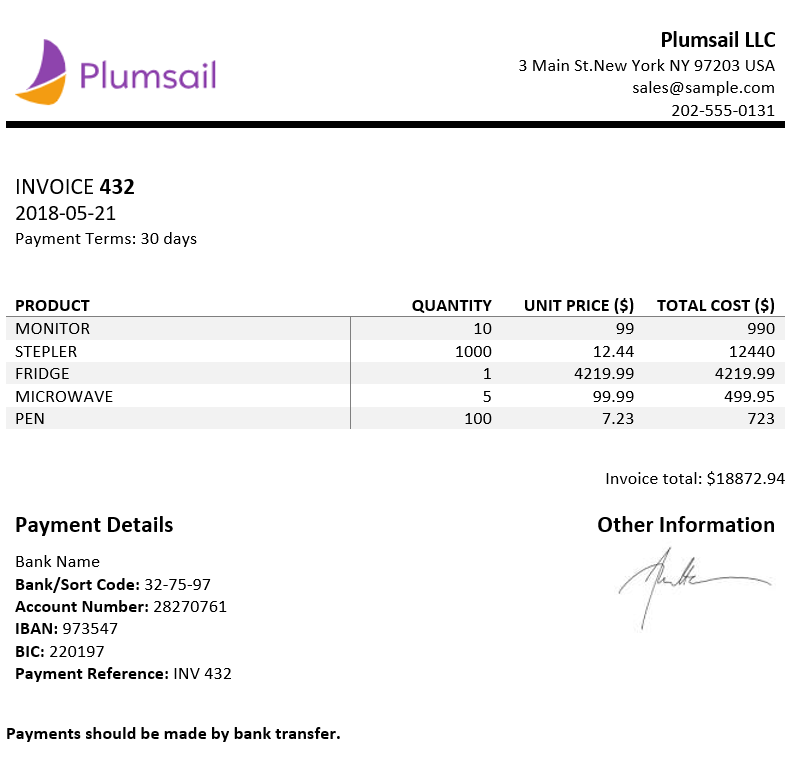 Plumsail
Plumsail LLC
3 Main St.New York NY 97203 USA
sales@sample.com
202-555-0131
INVOICE 432
2018-05-21
Payment Terms: 30 days
PRODUCT QUANTITY UNIT PRICE ($) TOTAL COST ($)
MONITOR 10 99 990
STEPLER 1000 12.44 12440
FRIDGE 1 4219.99 4219.99
MICROWAVE 5 99.99 499.95
PEN 100 7.23 723
Invoice total: $18872.94
Payment Details Other Information
Bank Name
Bank/Sort Code: 32-75-97
Account Number: 28270761
IBAN: 973547
BIC: 220197
Payment Reference: INV 432
Payments should be made by bank transfer.